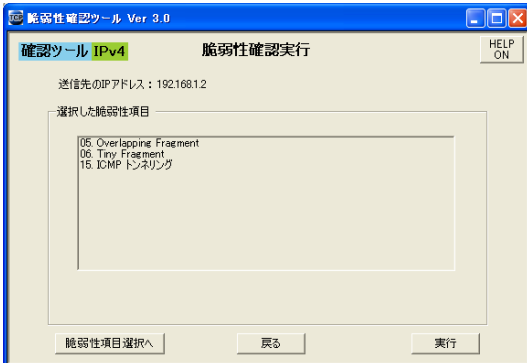 脆弱性確認ツール Ver 3.0
確認ツール IPv4
脆弱性確認実行
HELP
ON
送信先のIPアドレス：192.168.1.2
選択した脆弱性項目
05. Overlapping Fragment
06. Tiny Fragment
15. ICMP トンネリング
脆弱性項目選択へ
戻る
実行